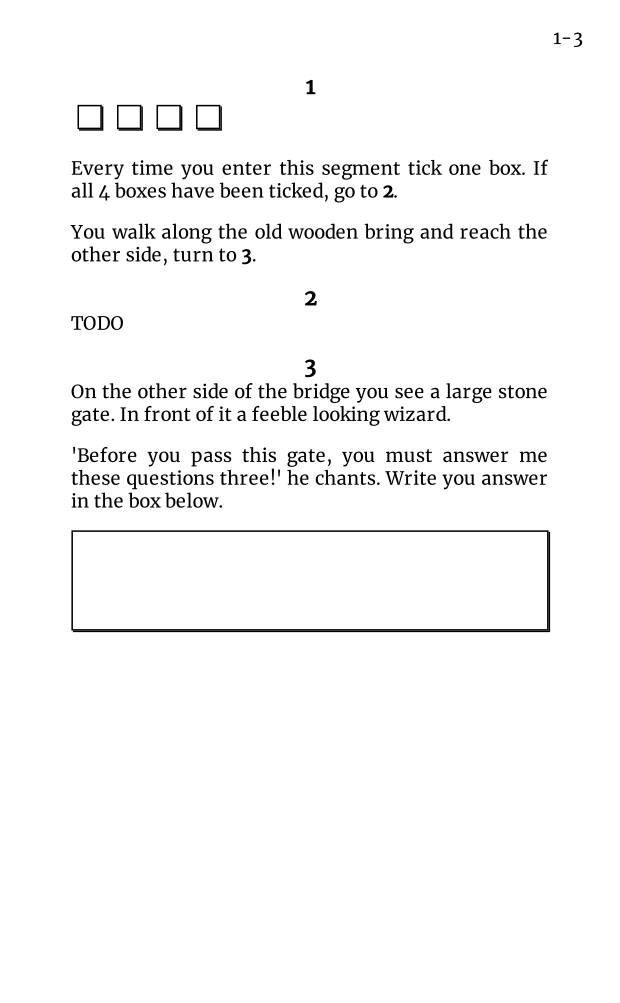 1-3
1
Every time you enter this segment tick one box. If
all 4 boxes have been ticked, go to 2.
You walk along the old wooden bring and reach the
other side, turn to 3.
2
TODO
3
On the other side of the bridge you see a large stone
gate. In front of it a feeble looking wizard.
'Before you pass this gate, you must answer me
these questions three!' he chants. Write you answer
in the box below.